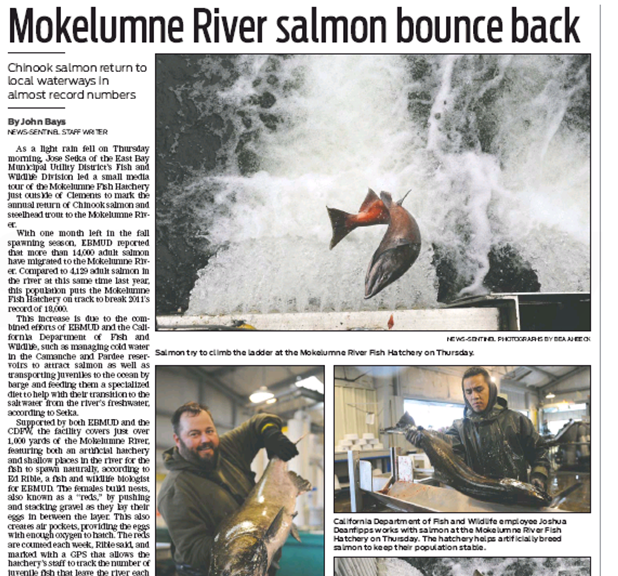 Mokelumne River salmon bounce back
Chinook salmon return to
local waterways in
almost record numbers
By John Bays
NEWS-SENTINEL STAFF WRITER
As a light rain fell on Thursday
morning, Jose Setka of the East Bay
Municipal Utility District's Fish and
Wildlife Division led a small media
tour of the Mokelumne Fish Hatchery
just outside of Clements to mark the
annual return of Chinook salmon and
steelhead trout to the Mokelumne Riv-
er.
With one month left in the fall
spawning season, EBMUD reported
that more than 14,000 adult salmon
have migrated to the Mokelumne Riv-
er. Compared to 4,129 adult salmon in
the river at this same time last year,
this population puts the Mokelumne
Fish Hatchery on track to break 2011's
record of 18,000.
This increase is due to the com-
bined efforts of EBMUD and the Cali-
fornia Department of Fish and
Wildlife, such as managing cold water
in the Camanche and Pardee reser-
voirs to attract salmon as well as
transporting juveniles to the ocean by
barge and feeding them a specialized
diet to help with their transition to the
saltwater from the river's freshwater,
according to Setka.
Supported by both EBMUD and the
CDFW, the facility covers just over
1,000 yards of the Mokelumne River,
featuring both an artificial hatchery
and shallow places in the river for the
fish to spawn naturally, according to
Ed Rible, a fish and wildlife biologist
for EBMUD. The females build nests,
also known as a "reds," by pushing
and stacking gravel as they lay their
eggs in between the layer. This also
creates air pockets, providing the eggs
with enough oxygen to hatch. The reds
are counted each week, Rible said, and
marked with a GPS that allows the
hatchery's staff to track the number of
juvenile fish that leave the river each
NEWS-SENTINEL PHOTOGRAPHS BY BEA AHBECK
Salmon try to climb the ladder at the Mokelumne River Fish Hatchery on Thursday.
California Department of Fish and Wildlife employee Joshua
Deanfipps works with salmon at the Mokelumne River Fish
Hatchery on Thursday. The hatchery helps artificially breed
salmon to keep their population stable.